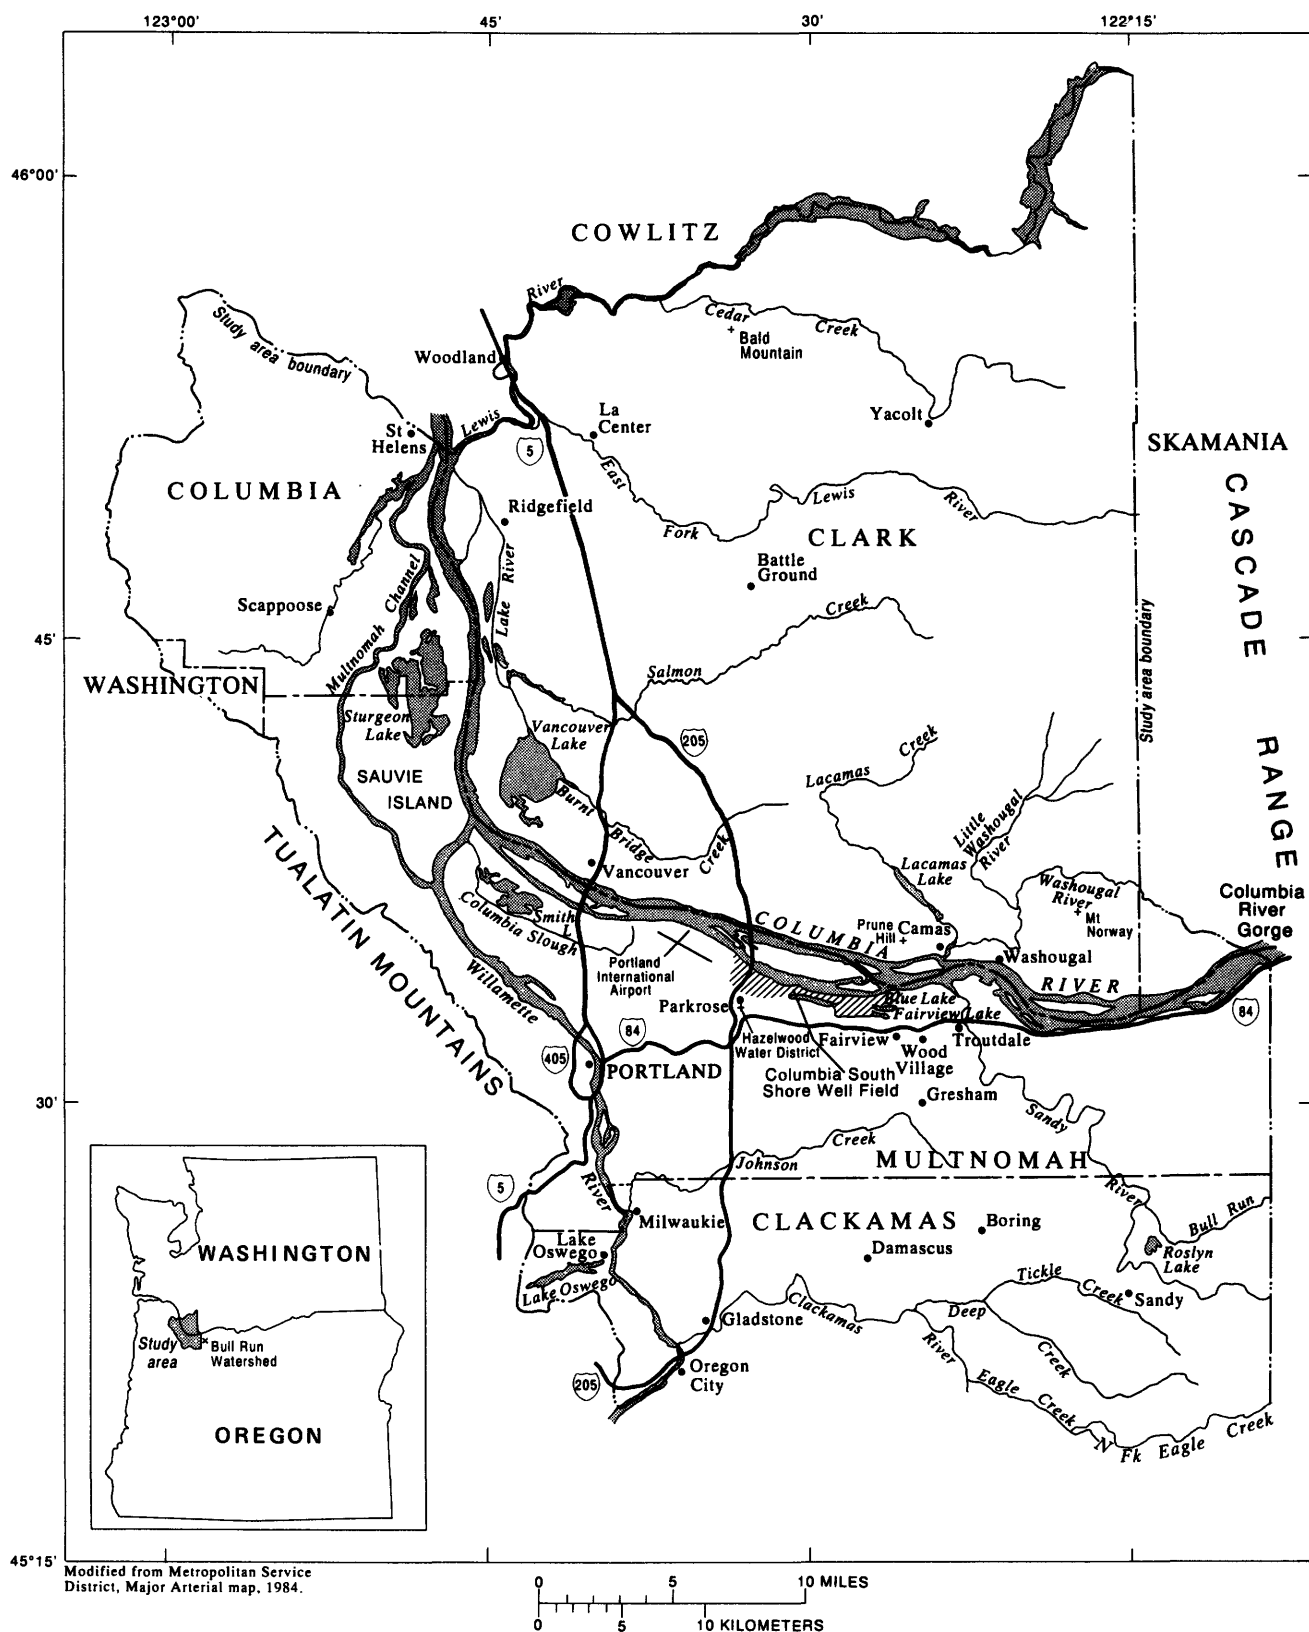 123°00'
45'
30'
122°15'
46°00'
COWLITZ
River
Cedar
Creek
Bald
Mountain
Study area boundary
Woodland
Yacolt
La
Center
St
Helens
Lewis
5
SKAMANIA
COLUMBIA
CASCADE RANGE
Ridgefield
East
Fork
Lewis
River
CLARK
Battle
Ground
Multnomah Channel
Lake River
Scappoose
Creek
Salmon
Study area boundary
45'
WASHINGTON
Sturgeon
Lake
Vancouver
Lake
205
SAUVIE
ISLAND
Lacamas
Creek
Burnt
Bridge
Creek
Little
Washougal
River
TUALATIN MOUNTAINS
Vancouver
Lacamas
Lake
Washougal
River
Mt
Norway
Columbia
River
Gorge
Smith
L
Columbia Slough
COLUMBIA
RIVER
Prune
Hill
Camas
Washougal
Portland
International
Airport
Willamette
Parkrose
Blue Lake
Fairview Lake
84
84
Hazelwood
Water District
Fairview
Wood
Village
Troutdale
405
PORTLAND
Columbia South
Shore Well Field
Gresham
30'
Sandy
Creek
Johnson
MULTNOMAH
River
5
River
Milwaukie
CLACKAMAS
Boring
Bull Run
Lake
Oswego
Damascus
Roslyn
Lake
Lake Oswego
Tickle
Creek
Sandy
Clackamas
Deep
Gladstone
River
Creek
Oregon
City
205
Eagle
Creek
N
Fk
Eagle
Creek
WASHINGTON
Study
area
Bull Run
Watershed
OREGON
45°15'
Modified from Metropolitan Service
District, Major Arterial map, 1984.
0 5 10 MILES
0 5 10 KILOMETERS